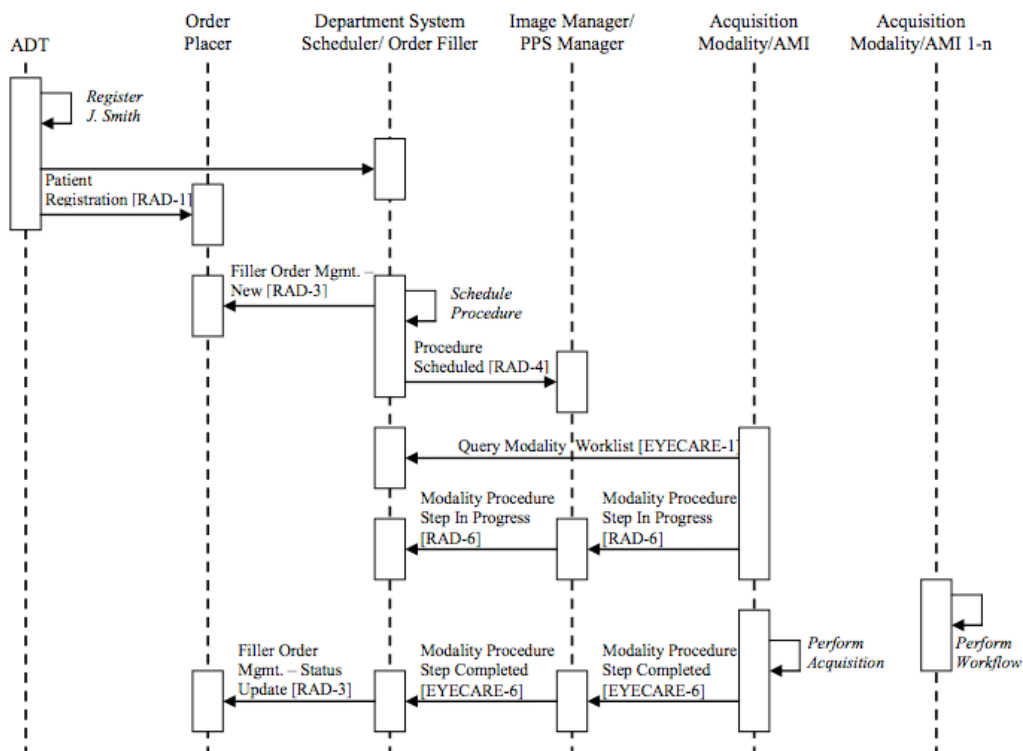 ADT
Order
Placer
Department System
Scheduler/ Order Filler
Image Manager/
PPS Manager
Acquisition
Modality/AMI
Acquisition
Modality/AMI 1-n
Register
J. Smith
Patient
Registration [RAD-1]
Filler Order Mgmt. –
New [RAD-3]
Schedule
Procedure
Procedure
Scheduled [RAD-4]
Query Modality Worklist [EYECARE-1]
Modality Procedure
Step In Progress
[RAD-6]
Modality Procedure
Step In Progress
[RAD-6]
Filler Order
Mgmt. – Status
Update [RAD-3]
Modality Procedure
Step Completed
[EYECARE-6]
Modality Procedure
Step Completed
[EYECARE-6]
Perform
Acquisition
Perform
Workflow